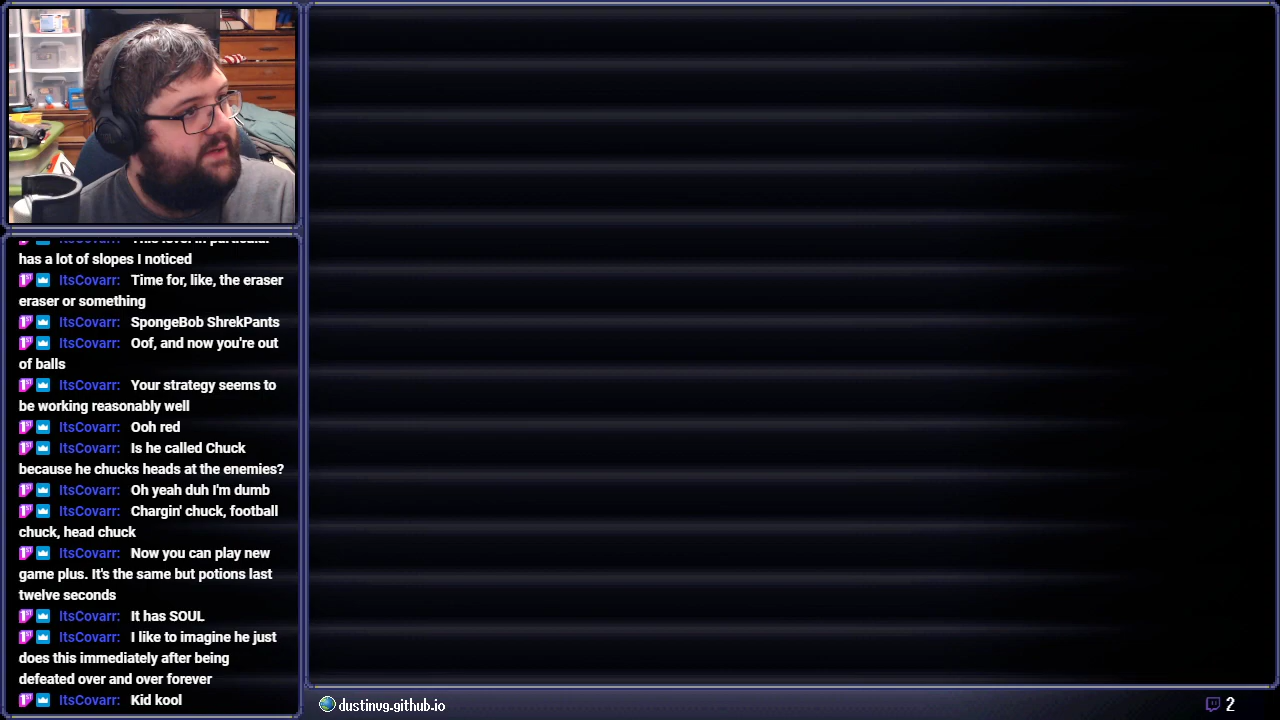 has a lot of slopes I noticed
ItsCovarr: Time for, like, the eraser
eraser or something
ItsCovarr: SpongeBob ShrekPants
ItsCovarr: Oof, and now you're out
of balls
ItsCovarr: Your strategy seems to
be working reasonably well
ItsCovarr: Ooh red
ItsCovarr: Is he called Chuck
because he chucks heads at the enemies?
ItsCovarr: Oh yeah duh I'm dumb
ItsCovarr: Chargin' chuck, football
chuck, head chuck
ItsCovarr: Now you can play new
game plus. It's the same but potions last
twelve seconds
ItsCovarr: It has SOUL
ItsCovarr: I like to imagine he just
does this immediately after being
defeated over and over forever
ItsCovarr: Kid kool
dustinvg.github.io
2